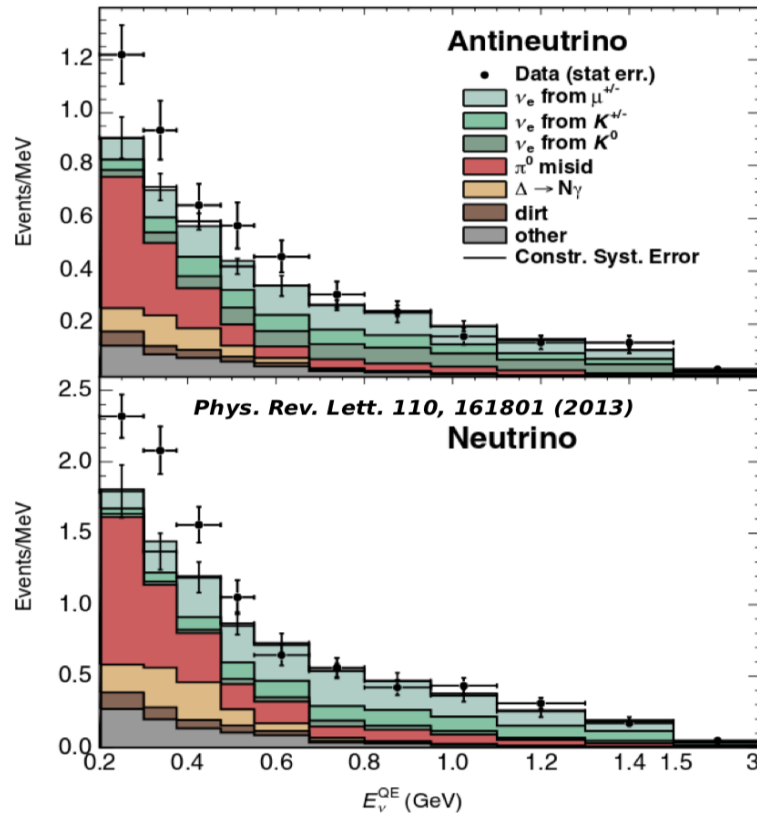 Antineutrino
Data (stat err.)
νₑ from μ⁺/⁻
νₑ from K⁺/⁻
νₑ from K⁰
π⁰ misid
Δ → Nγ
dirt
other
Constr. Syst. Error
Events/MeV
1.2
1.0
0.8
0.6
0.4
0.2
Phys. Rev. Lett. 110, 161801 (2013)
Neutrino
Events/MeV
2.5
2.0
1.5
1.0
0.5
0.0
0.2 0.4 0.6 0.8 1.0 1.2 1.4 1.5 3
E_ν^QE (GeV)